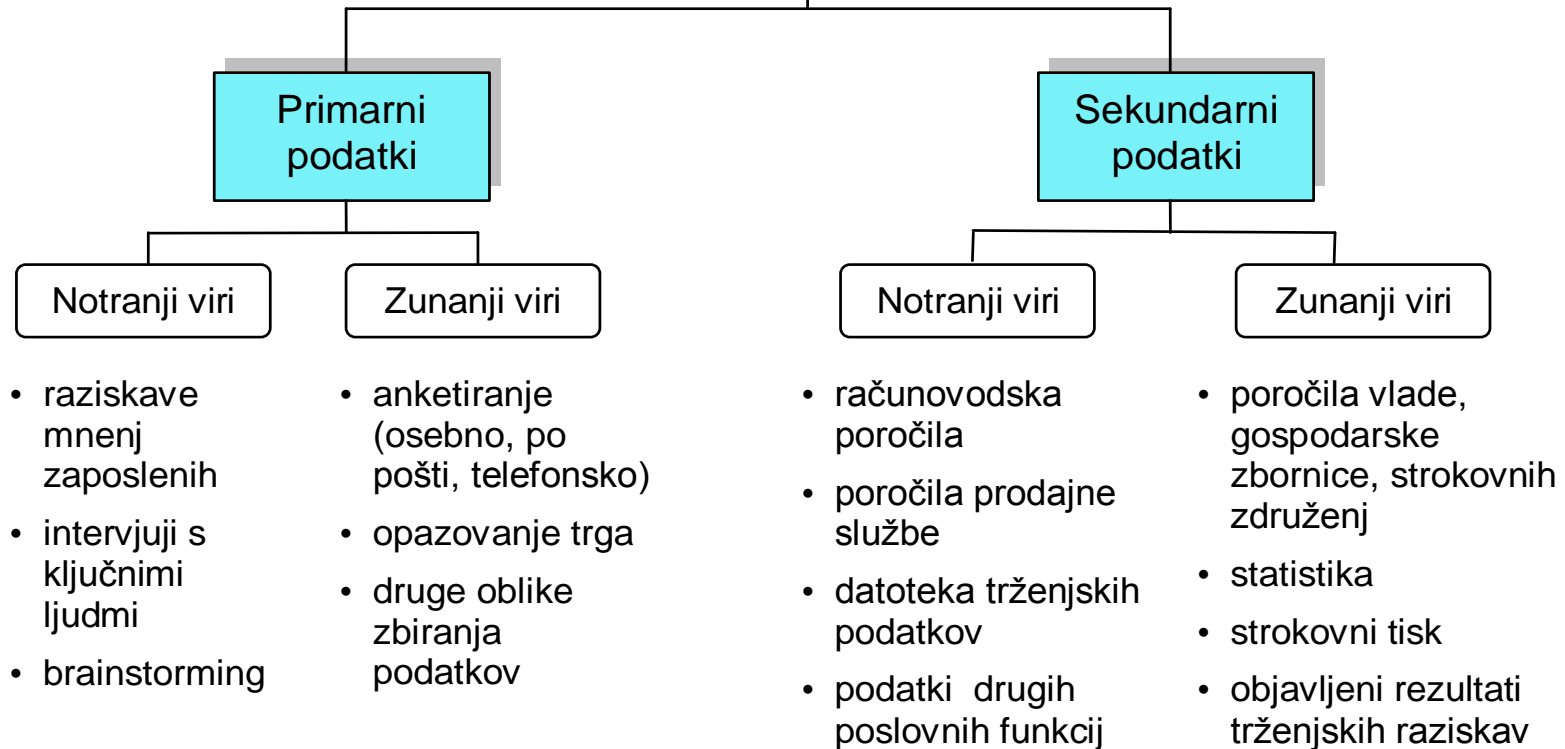 Primarni
podatki
Notranji viri
• raziskave
mnenj
zaposlenih
• intervjuji s
ključnimi
ljudmi
• brainstorming
Zunanji viri
• anketiranje
(osebno, po
pošti, telefonsko)
• opazovanje trga
• druge oblike
zbiranja
podatkov
Sekundarni
podatki
Notranji viri
• računovodska
poročila
• poročila prodajne
službe
• datoteka trženjskih
podatkov
• podatki drugih
poslovnih funkcij
Zunanji viri
• poročila vlade,
gospodarske
zbornice, strokovnih
združenj
• statistika
• strokovni tisk
• objavljeni rezultati
trženjskih raziskav